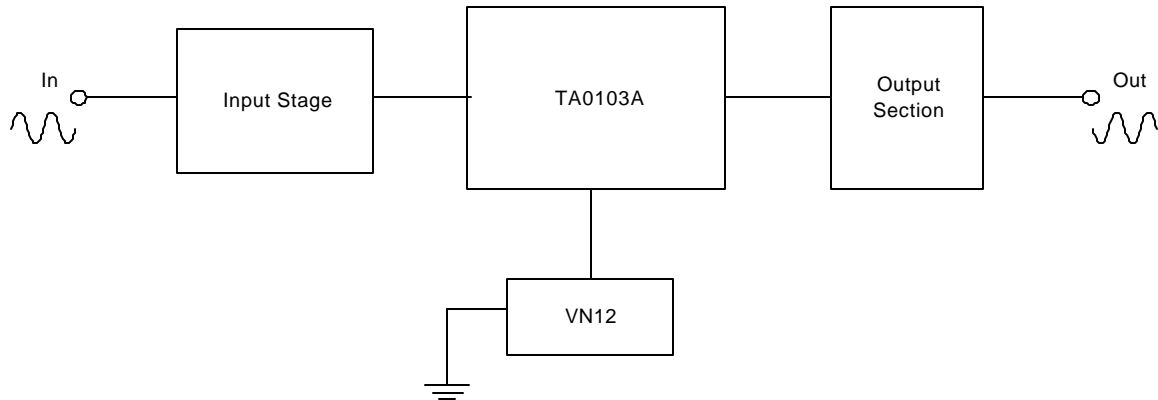 In
Input Stage
TA0103A
Output
Section
Out
VN12